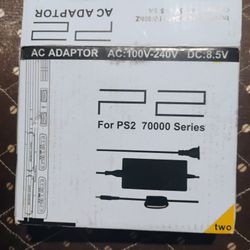 AC ADAPTOR
AC ADAPTOR AC:100V-240V DC:8.5V
P2
For PS2 70000 Series
two